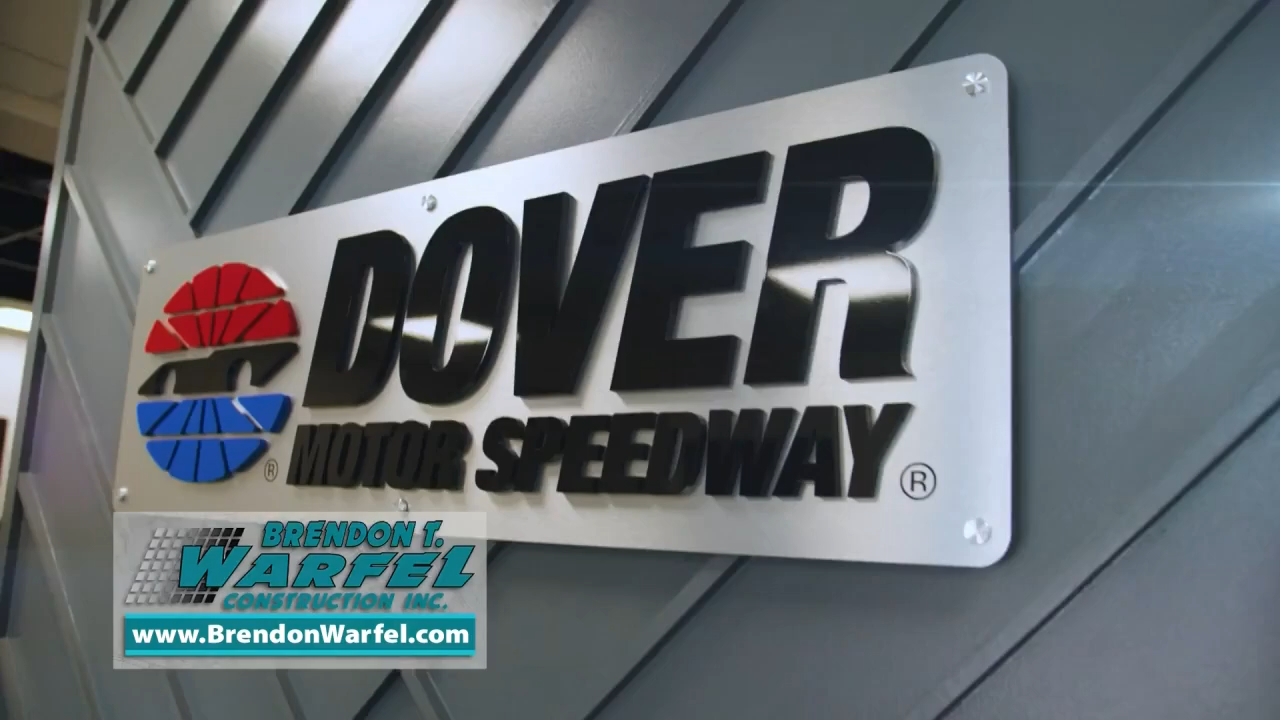 DOVER
MOTOR SPEEDWAY®
®
BRENDON T.
WARFEL
CONSTRUCTION INC.
www.BrendonWarfel.com